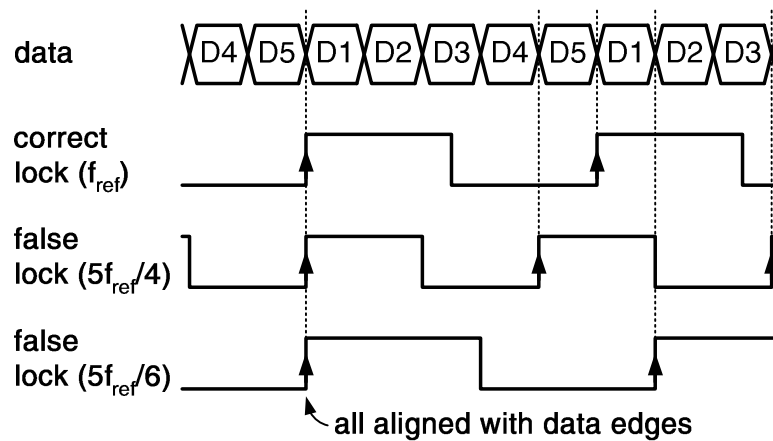 data D4 D5 D1 D2 D3 D4 D5 D1 D2 D3
correct
lock (fref)
false
lock (5fref/4)
false
lock (5fref/6)
all aligned with data edges